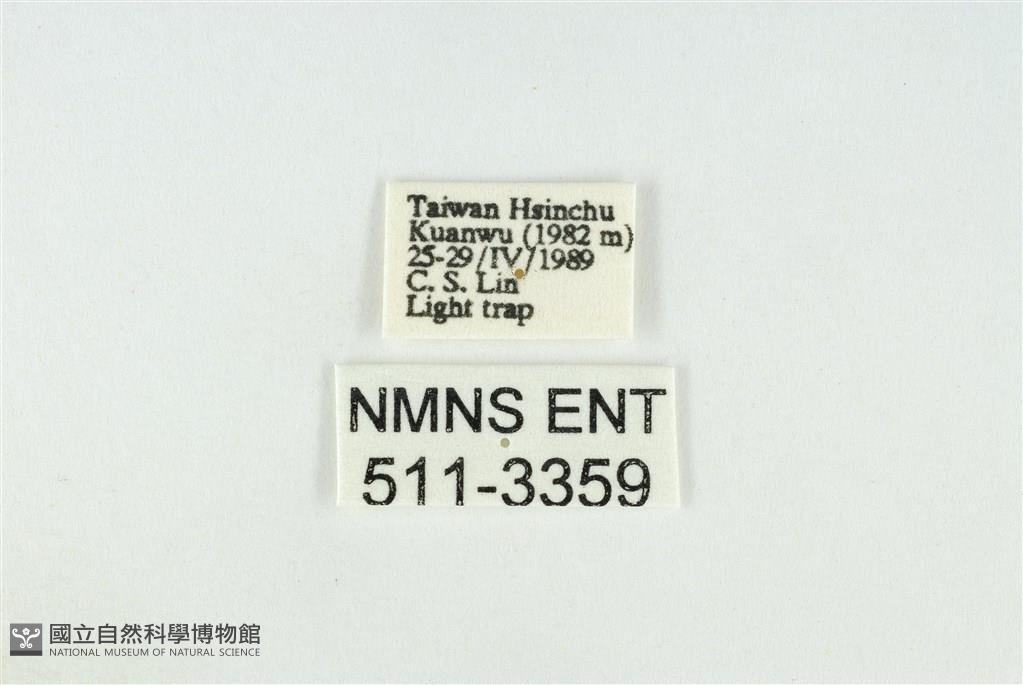 Taiwan Hsinchu
Kuanwu (1982 m)
25-29/IV/1989
C. S. Lin
Light trap
NMNS ENT
511-3359
國立自然科學博物館
NATIONAL MUSEUM OF NATURAL SCIENCE